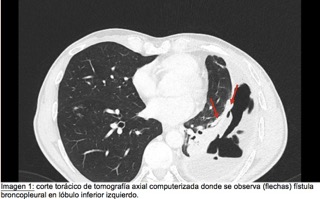 Imagen 1: corte torácico de tomografía axial computerizada donde se observa (flechas) fístula
broncopleural en lóbulo inferior izquierdo.